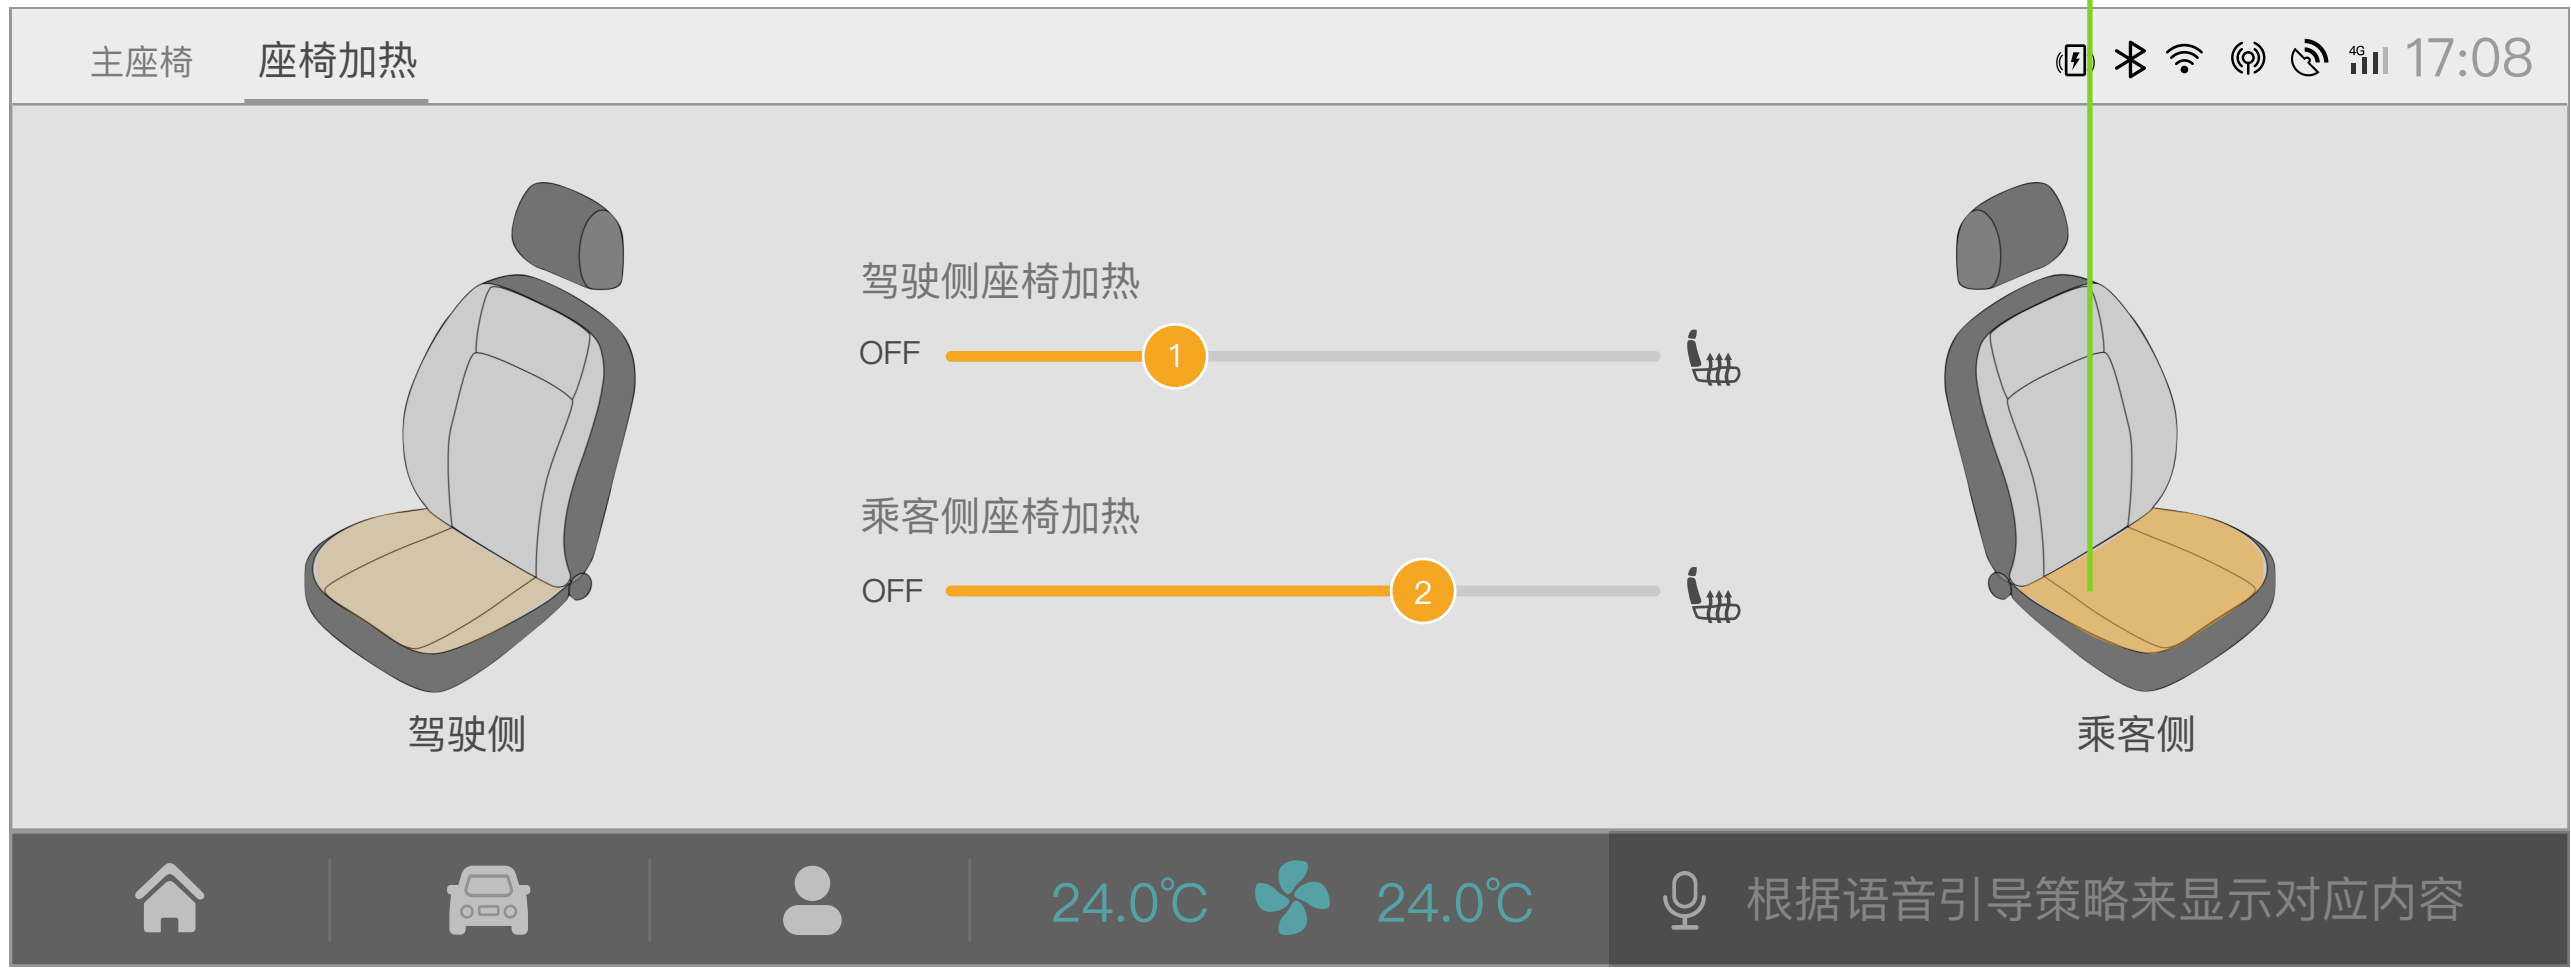 主座椅 座椅加热 4G 17:08
驾驶侧座椅加热
OFF 1
乘客侧座椅加热
OFF 2
驾驶侧 乘客侧
24.0℃ 24.0℃ 根据语音引导策略来显示对应内容